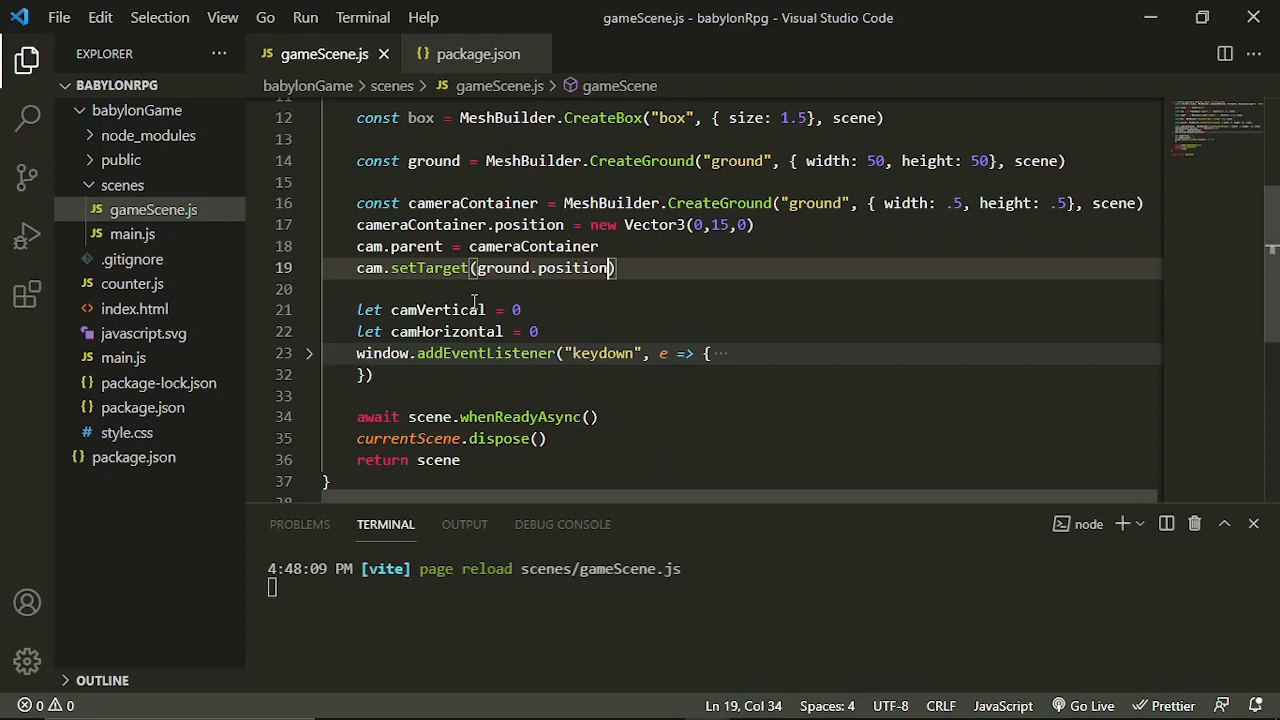 File Edit Selection View Go Run Terminal Help gameScene.js - babylonRpg - Visual Studio Code
EXPLORER
JS gameScene.js
{} package.json
BABYLONRPG
babylonGame
node_modules
public
scenes
JS gameScene.js
JS main.js
.gitignore
JS counter.js
<> index.html
javascript.svg
JS main.js
{} package-lock.json
{} package.json
# style.css
{} package.json
OUTLINE
babylonGame > scenes > JS gameScene.js > gameScene
12 const box = MeshBuilder.CreateBox("box", { size: 1.5}, scene)
13
14 const ground = MeshBuilder.CreateGround("ground", { width: 50, height: 50}, scene)
15
16 const cameraContainer = MeshBuilder.CreateGround("ground", { width: .5, height: .5}, scene)
17 cameraContainer.position = new Vector3(0,15,0)
18 cam.parent = cameraContainer
19 cam.setTarget(ground.position)
20
21 let camVertical = 0
22 let camHorizontal = 0
23 window.addEventListener("keydown", e => { ···
32 })
33
34 await scene.whenReadyAsync()
35 currentScene.dispose()
36 return scene
37 }
PROBLEMS TERMINAL OUTPUT DEBUG CONSOLE
node
4:48:09 PM [vite] page reload scenes/gameScene.js
0 0 Ln 19, Col 34 Spaces: 4 UTF-8 CRLF JavaScript Go Live Prettier